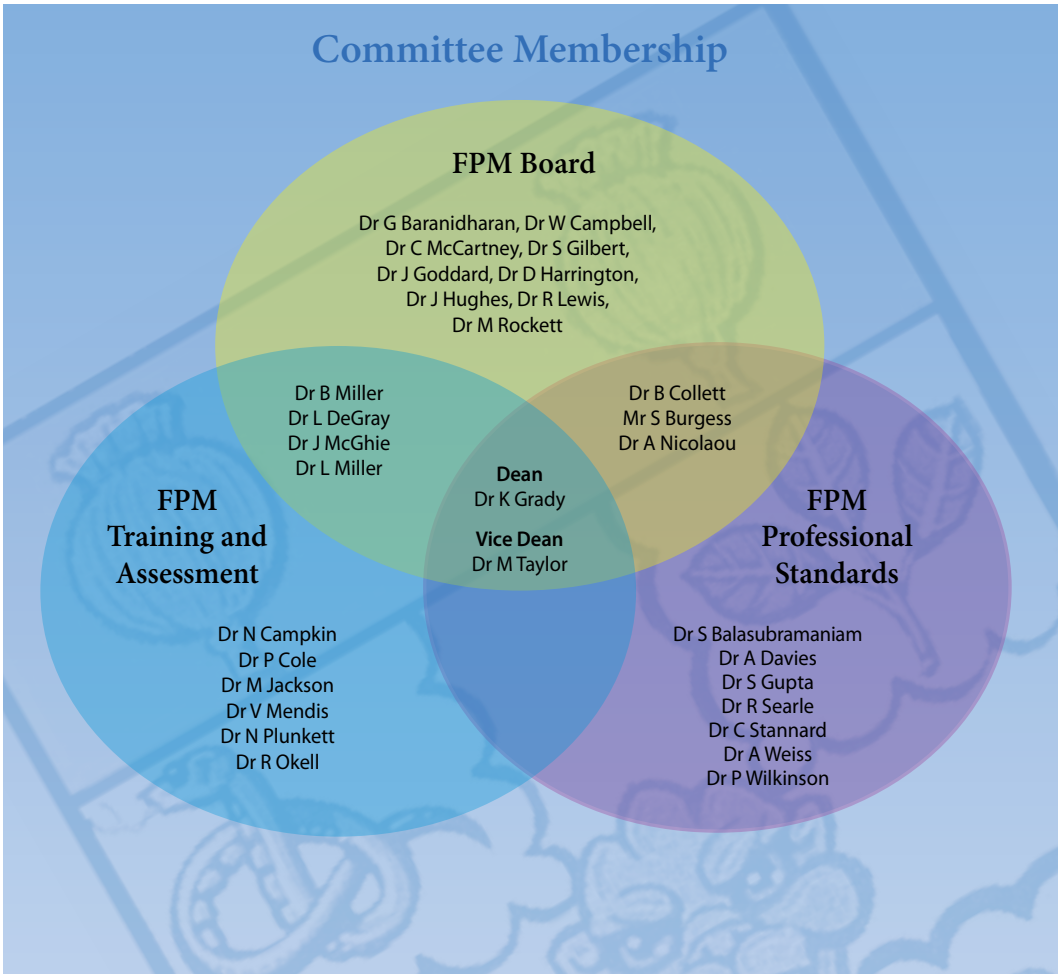 Committee Membership
FPM Board
Dr G Baranidharan, Dr W Campbell,
Dr C McCartney, Dr S Gilbert,
Dr J Goddard, Dr D Harrington,
Dr J Hughes, Dr R Lewis,
Dr M Rockett
Dr B Miller
Dr L DeGray
Dr J McGhie
Dr L Miller
Dr B Collett
Mr S Burgess
Dr A Nicolaou
Dean
Dr K Grady
Vice Dean
Dr M Taylor
FPM
Training and
Assessment
Dr N Campkin
Dr P Cole
Dr M Jackson
Dr V Mendis
Dr N Plunkett
Dr R Okell
FPM
Professional
Standards
Dr S Balasubramaniam
Dr A Davies
Dr S Gupta
Dr R Searle
Dr C Stannard
Dr A Weiss
Dr P Wilkinson